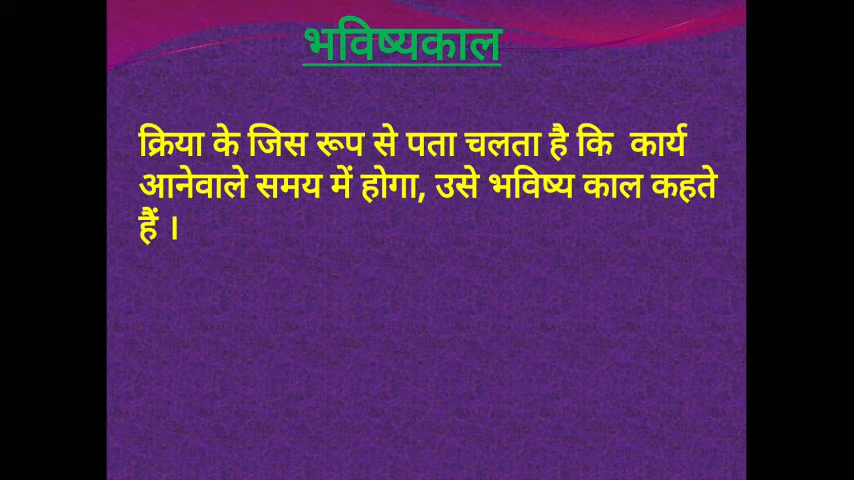 भविष्यकाल
क्रिया के जिस रूप से पता चलता है कि कार्य
आनेवाले समय में होगा, उसे भविष्य काल कहते
हैं ।